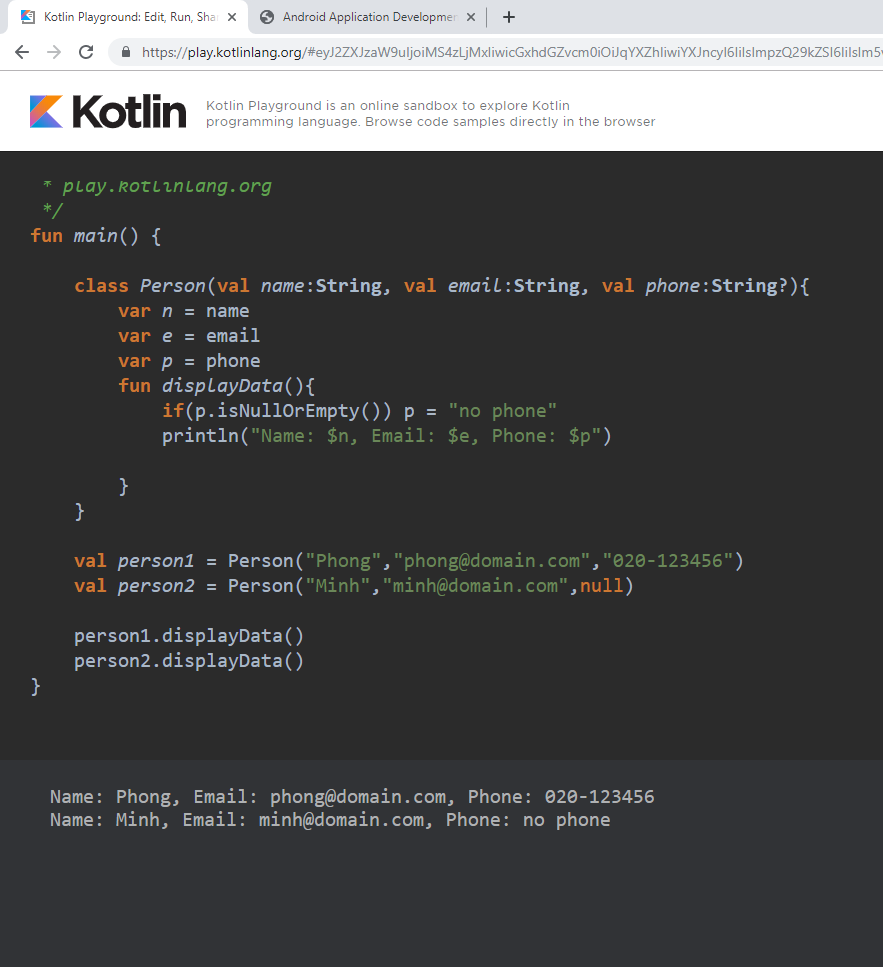 Kotlin Playground: Edit, Run, Sha
Android Application Developmen
https://play.kotlinlang.org/
Kotlin
Kotlin Playground is an online sandbox to explore Kotlin
programming language. Browse code samples directly in the browser
* play.kotlinlang.org
*/
fun main() {
class Person(val name:String, val email:String, val phone:String?){
var n = name
var e = email
var p = phone
fun displayData(){
if(p.isNullOrEmpty()) p = "no phone"
println("Name: $n, Email: $e, Phone: $p")
}
}
val person1 = Person("Phong","phong@domain.com","020-123456")
val person2 = Person("Minh","minh@domain.com",null)
person1.displayData()
person2.displayData()
}
Name: Phong, Email: phong@domain.com, Phone: 020-123456
Name: Minh, Email: minh@domain.com, Phone: no phone